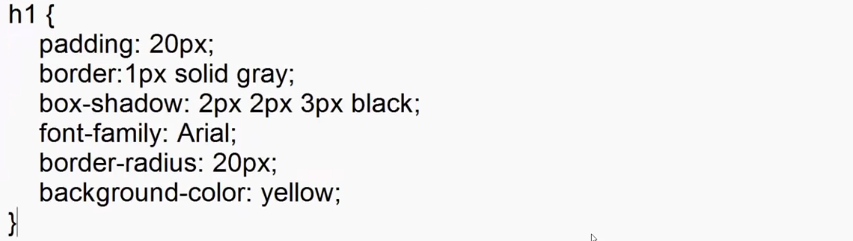 h1 {
padding: 20px;
border:1px solid gray;
box-shadow: 2px 2px 3px black;
font-family: Arial;
border-radius: 20px;
background-color: yellow;
}